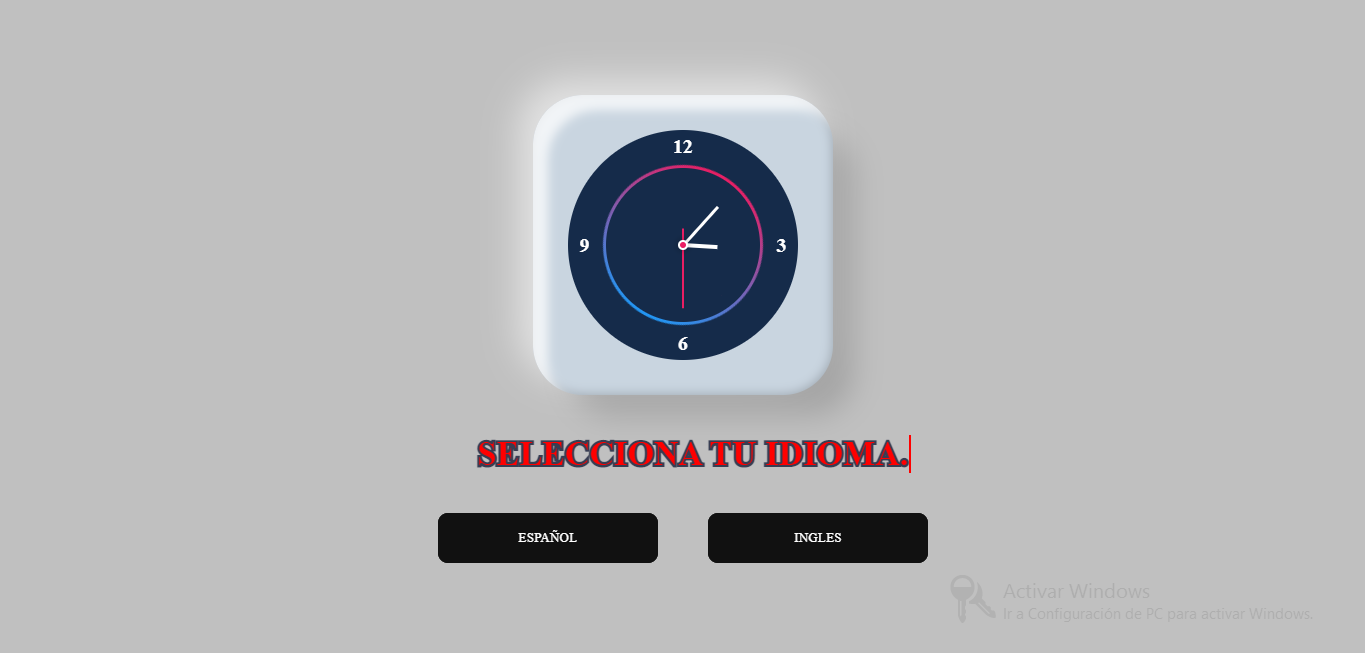 12
9
3
6
SELECCIONA TU IDIOMA.
ESPAÑOL
INGLES
Activar Windows
Ir a Configuración de PC para activar Windows.